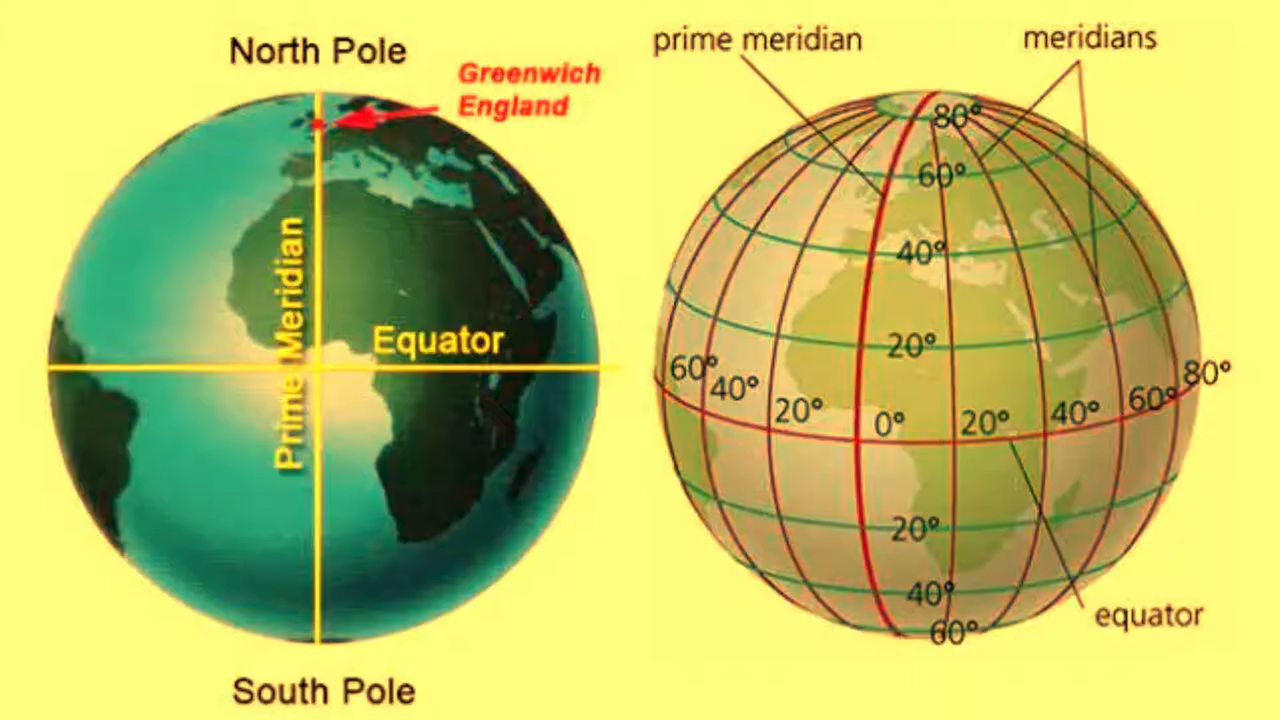 North Pole
Greenwich
England
Prime Meridian
Equator
South Pole
prime meridian
meridians
80°
60°
40°
20°
60°
40°
20°
0°
20°
40°
60°
80°
20°
40°
60°
equator